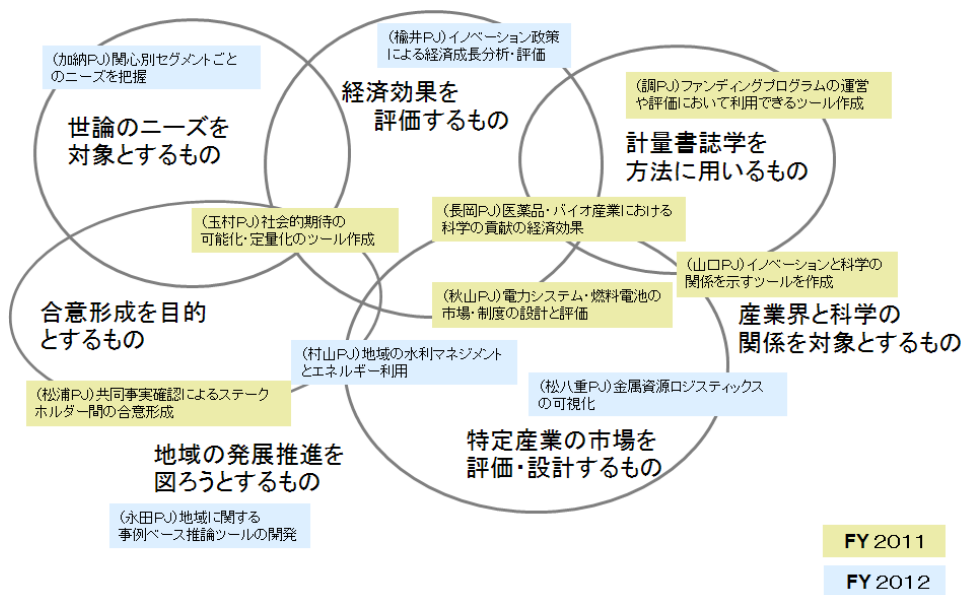 (楡井PJ)イノベーション政策
による経済成長分析・評価
(加納PJ)関心別セグメントごと
のニーズを把握
(調PJ)ファンディングプログラムの運営
や評価において利用できるツール作成
経済効果を
評価するもの
世論のニーズを
対象とするもの
計量書誌学を
方法に用いるもの
(玉村PJ)社会的期待の
可能化・定量化のツール作成
(長岡PJ)医薬品・バイオ産業における
科学の貢献の経済効果
(山口PJ)イノベーションと科学の
関係を示すツールを作成
(秋山PJ)電力システム・燃料電池の
市場・制度の設計と評価
合意形成を目的
とするもの
産業界と科学の
関係を対象とするもの
(村山PJ)地域の水利マネジメント
とエネルギー利用
(松浦PJ)共同事実確認によるステーク
ホルダー間の合意形成
(松八重PJ)金属資源ロジスティックス
の可視化
地域の発展推進を
図ろうとするもの
特定産業の市場を
評価・設計するもの
(永田PJ)地域に関する
事例ベース推論ツールの開発
FY 2011
FY 2012